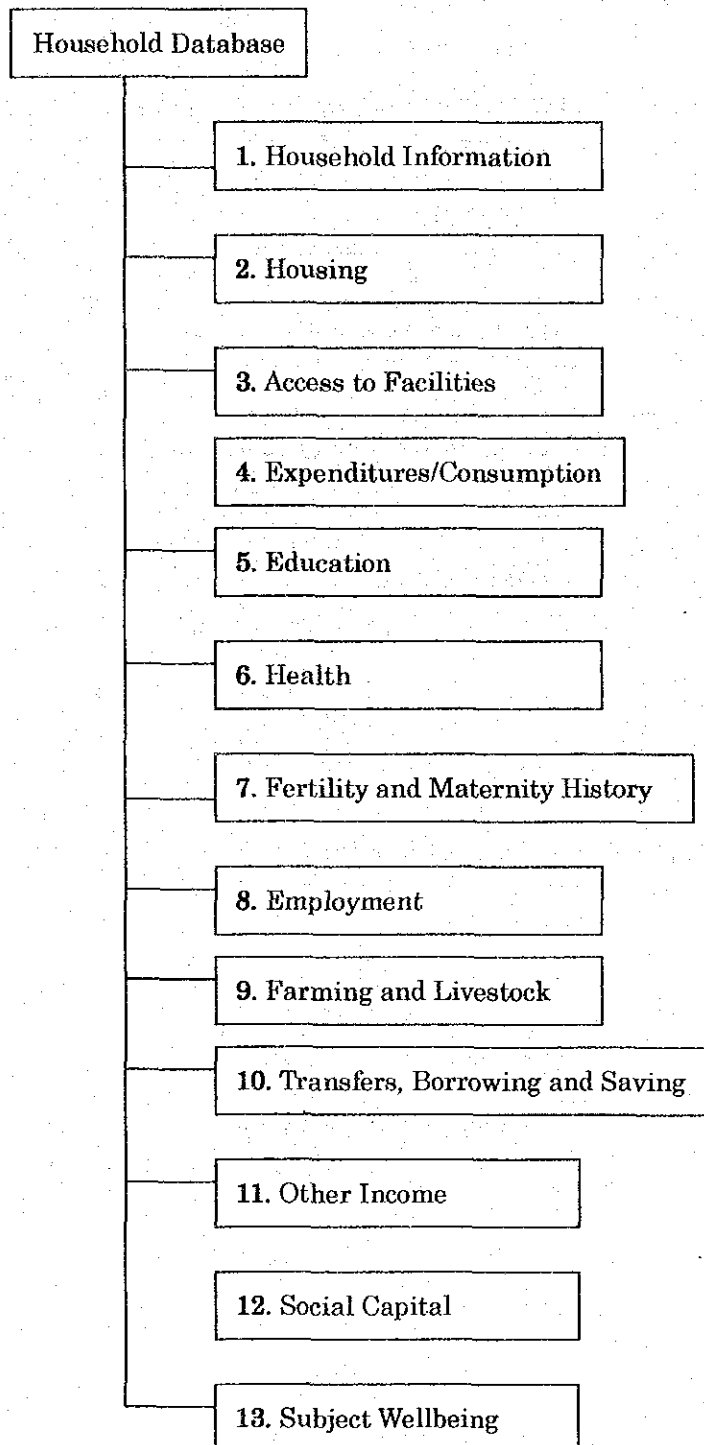 Household Database
1. Household Information
2. Housing
3. Access to Facilities
4. Expenditures/Consumption
5. Education
6. Health
7. Fertility and Maternity History
8. Employment
9. Farming and Livestock
10. Transfers, Borrowing and Saving
11. Other Income
12. Social Capital
13. Subject Wellbeing